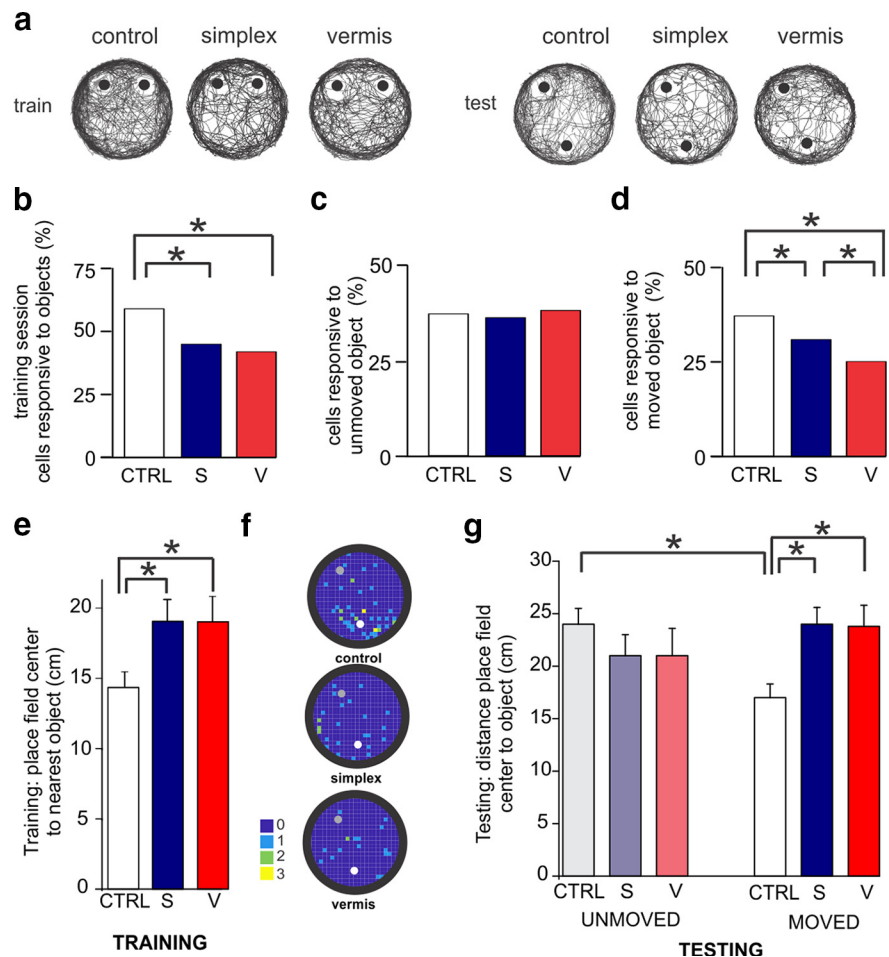 a
control simplex vermis
train
control simplex vermis
test
b
training session
cells responsive to objects (%)
75
50
25
0
*
*
CTRL S V
c
cells responsive to
unmoved object (%)
50
25
0
CTRL S V
d
cells responsive to
moved object (%)
50
25
0
*
*
*
CTRL S V
e
Training: place field center
to nearest object (cm)
20
15
10
5
0
*
*
CTRL S V
TRAINING
f
control
simplex
vermis
0
1
2
3
g
Testing: distance place field
center to object (cm)
30
25
20
15
10
5
0
*
*
*
CTRL S V CTRL S V
UNMOVED MOVED
TESTING